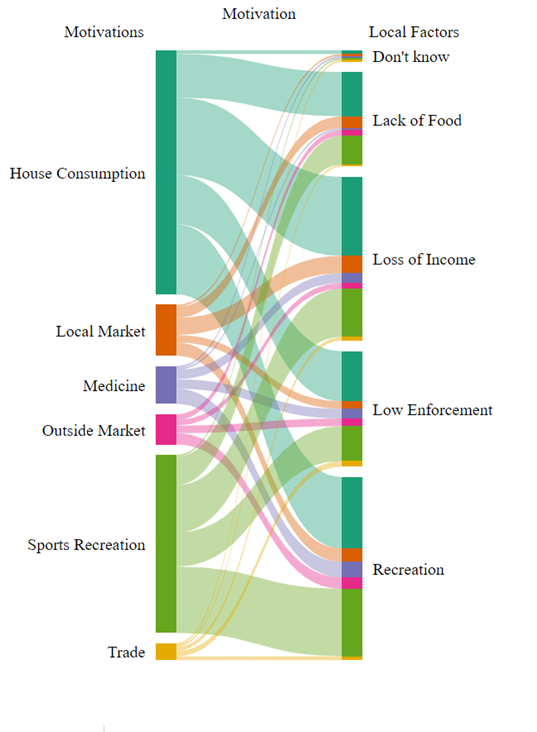 Motivation
Motivations
Local Factors
Don't know
Lack of Food
House Consumption
Loss of Income
Local Market
Medicine
Low Enforcement
Outside Market
Sports Recreation
Recreation
Trade